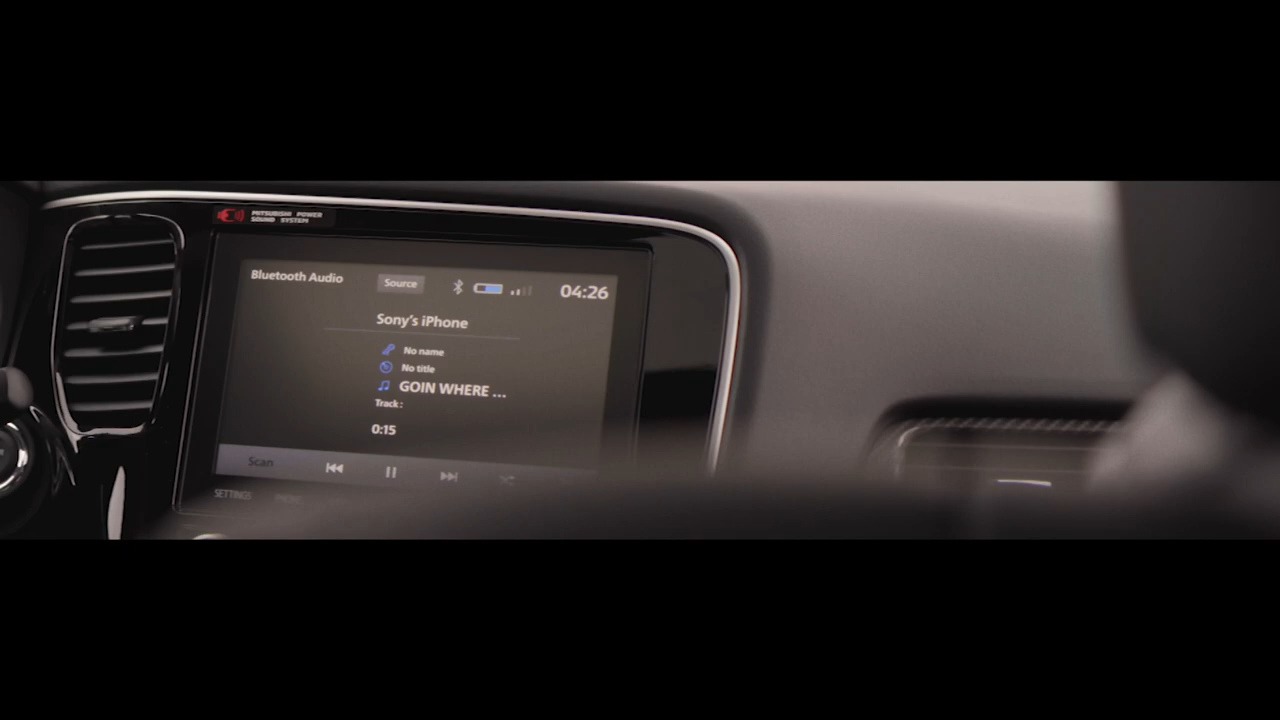 MITSUBISHI POWER
SOUND SYSTEM
Bluetooth Audio
Source
04:26
Sony's iPhone
No name
No title
GOIN WHERE ...
Track :
0:15
Scan
SETTINGS